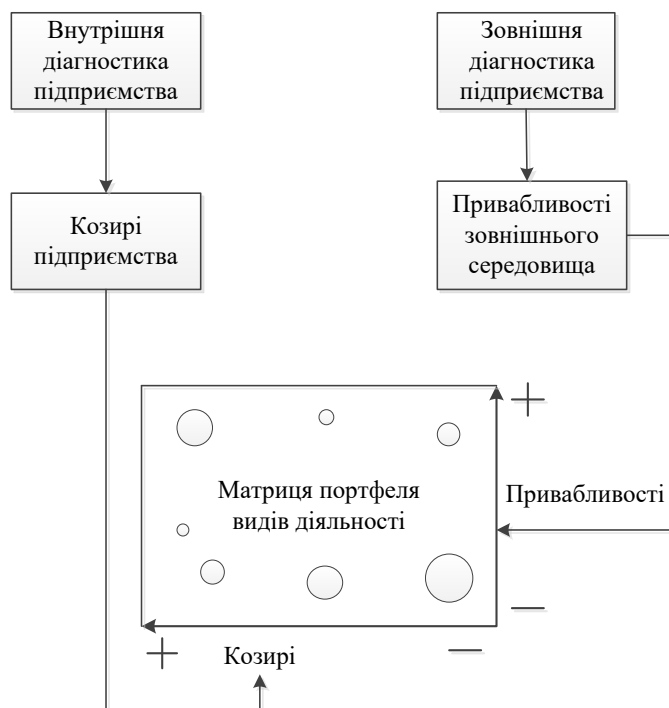 Внутрішня
діагностика
підприємства
Зовнішня
діагностика
підприємства
Козирі
підприємства
Привабливості
зовнішнього
середовища
Матриця портфеля
видів діяльності
Привабливості
Козирі